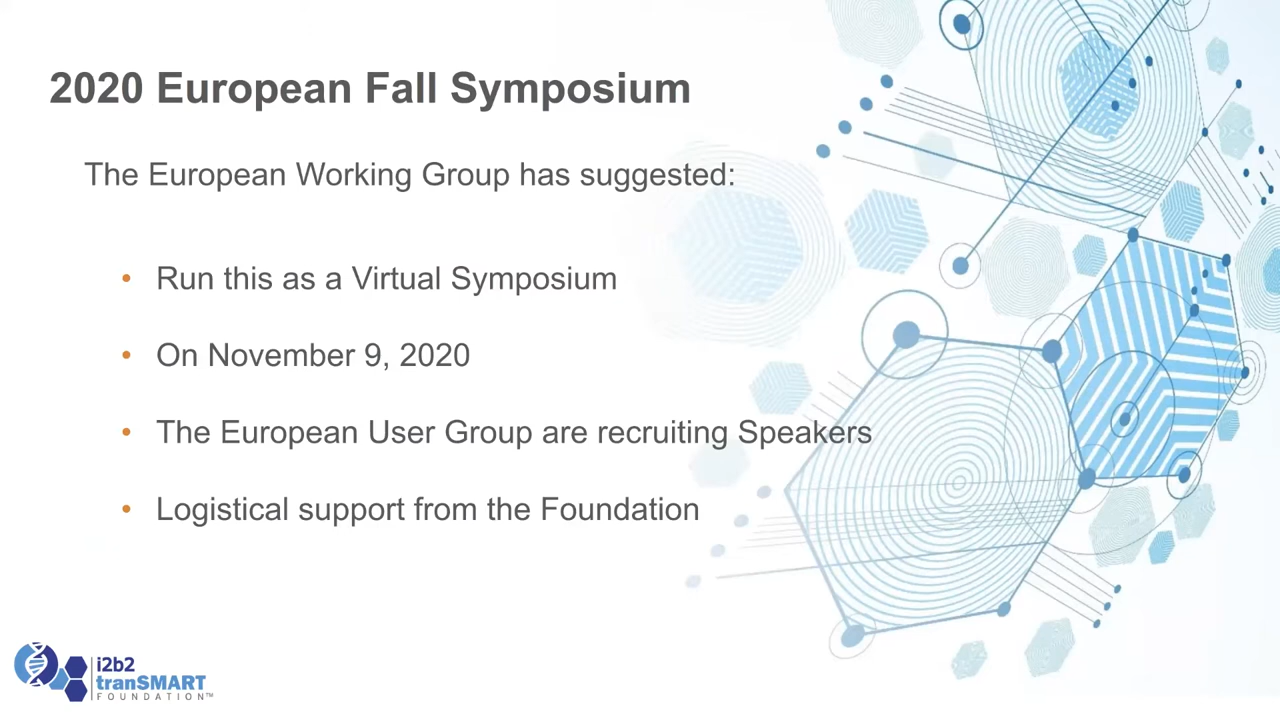 2020 European Fall Symposium
The European Working Group has suggested:
• Run this as a Virtual Symposium
• On November 9, 2020
• The European User Group are recruiting Speakers
• Logistical support from the Foundation
i2b2
tranSMART
FOUNDATION™